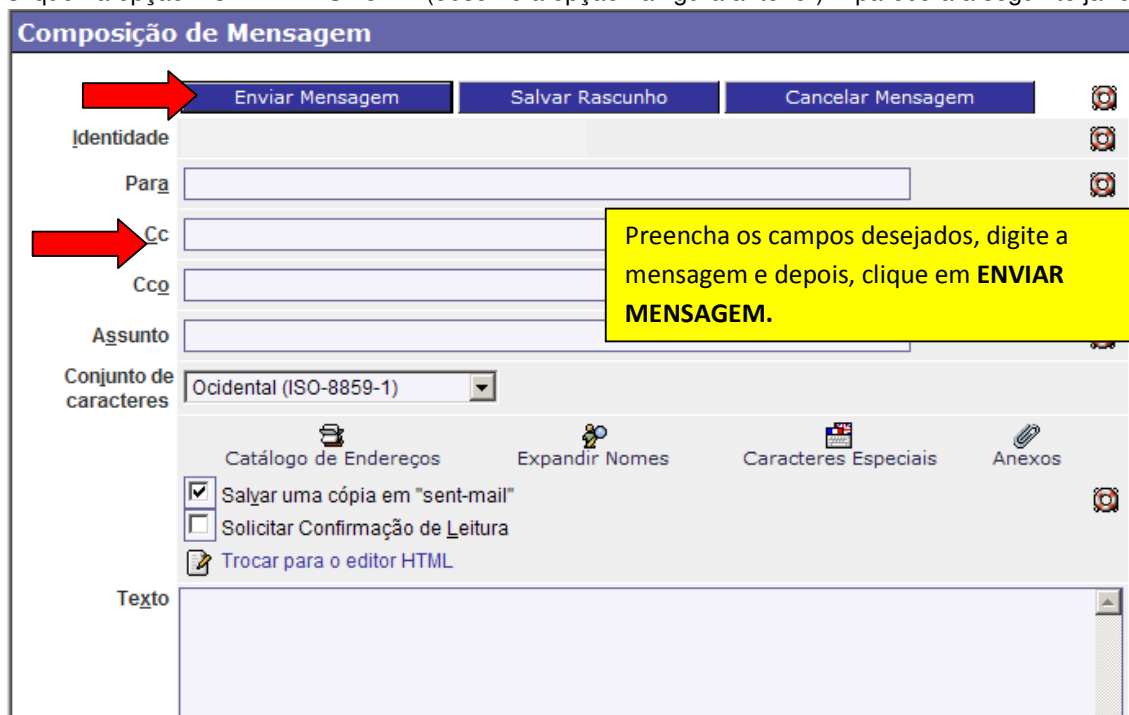 Composição de Mensagem
Enviar Mensagem Salvar Rascunho Cancelar Mensagem
Identidade
Para
Cc
Preencha os campos desejados, digite a
mensagem e depois, clique em ENVIAR
MENSAGEM.
Cco
Assunto
Conjunto de
caracteres
Ocidental (ISO-8859-1)
Catálogo de Endereços Expandir Nomes Caracteres Especiais Anexos
Salvar uma cópia em "sent-mail"
Solicitar Confirmação de Leitura
Trocar para o editor HTML
Texto